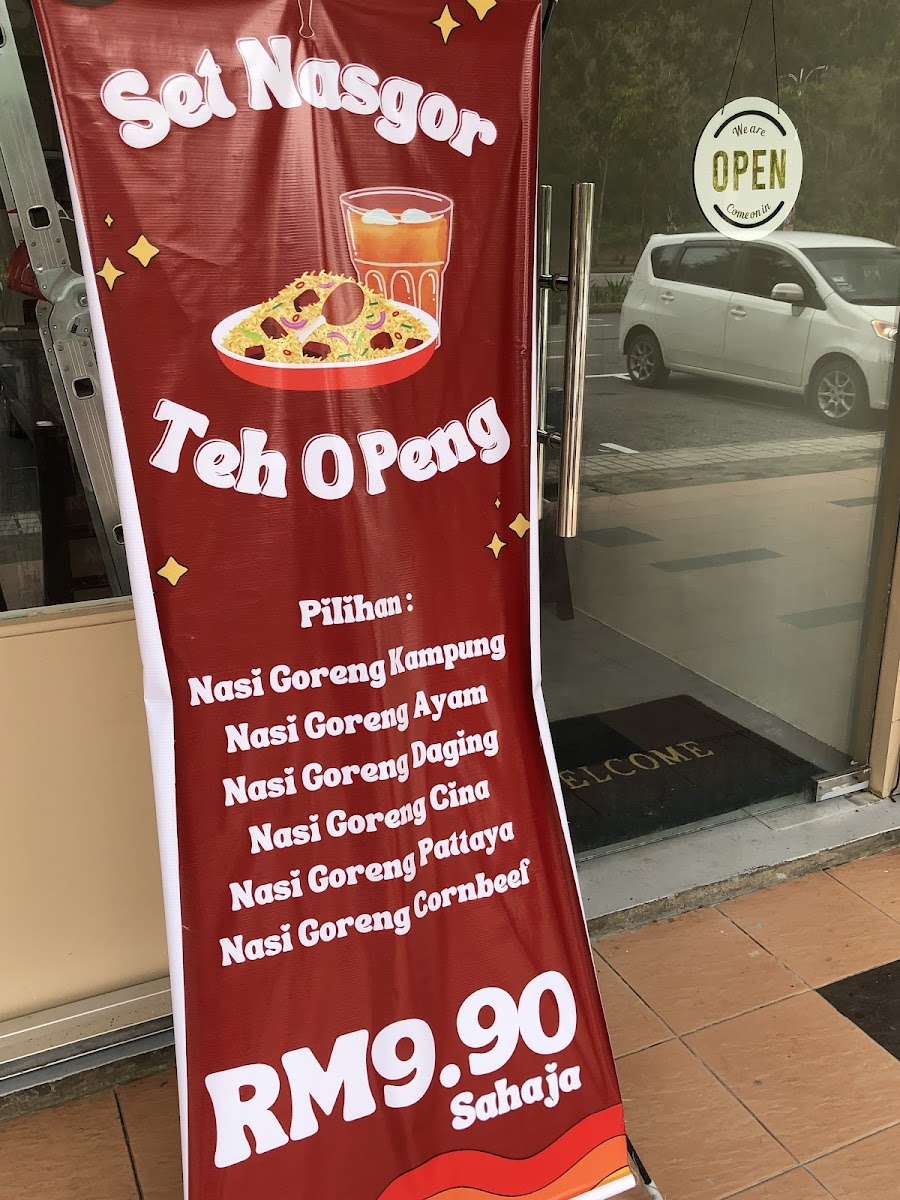 Set Nasgor
Teh O Peng
Pilihan :
Nasi Goreng Kampung
Nasi Goreng Ayam
Nasi Goreng Daging
Nasi Goreng Cina
Nasi Goreng Pattaya
Nasi Goreng Cornbeef
RM9.90
Sahaja
We are
OPEN
Come on in
ELCOME